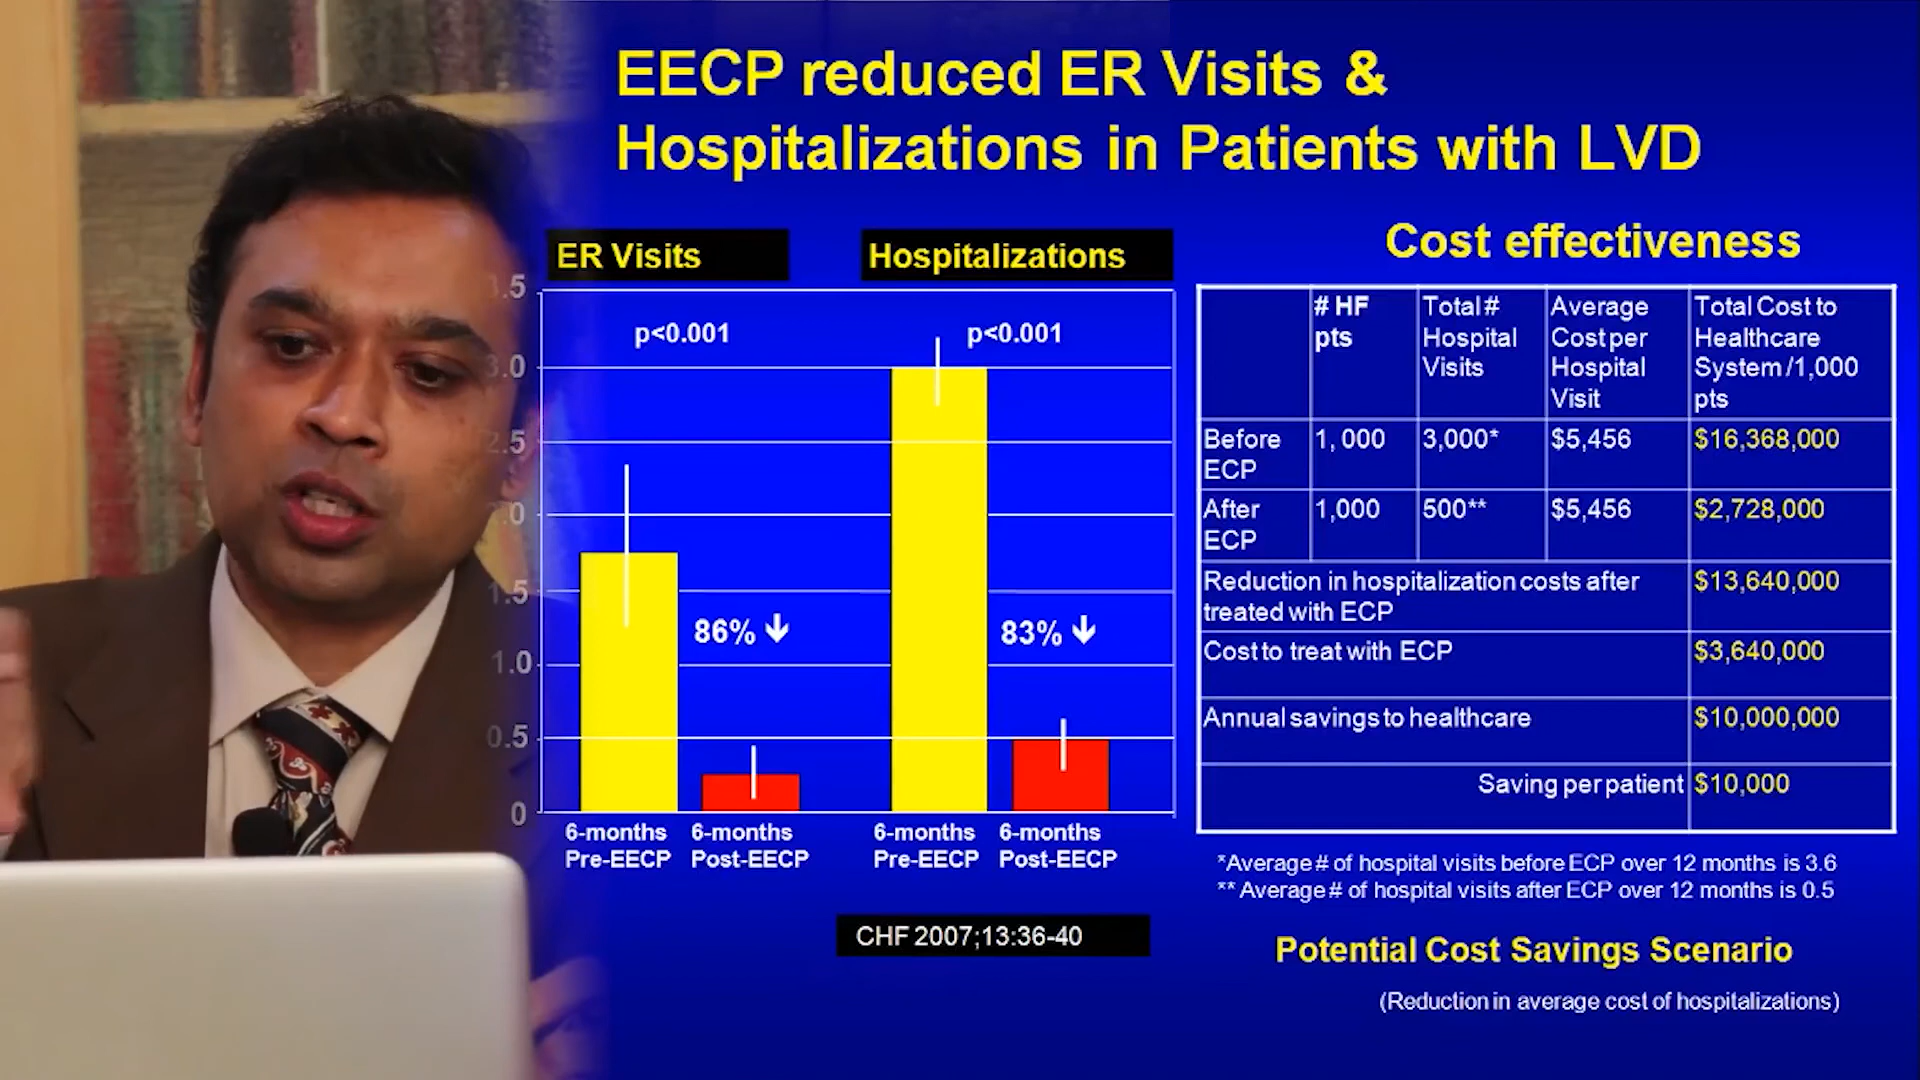 EECP reduced ER Visits &
Hospitalizations in Patients with LVD
ER Visits
Hospitalizations
Cost effectiveness
p<0.001
p<0.001
3.0
2.5
1.5
1.0
0.5
0
86% ↓
83% ↓
6-months
Pre-EECP
6-months
Post-EECP
6-months
Pre-EECP
6-months
Post-EECP
CHF 2007;13:36-40
# HF
pts
Total #
Hospital
Visits
Average
Cost per
Hospital
Visit
Total Cost to
Healthcare
System /1,000
pts
Before
ECP
1, 000
3,000*
$5,456
$16,368,000
After
ECP
1,000
500**
$5,456
$2,728,000
Reduction in hospitalization costs after
treated with ECP
$13,640,000
Cost to treat with ECP
$3,640,000
Annual savings to healthcare
$10,000,000
Saving per patient
$10,000
*Average # of hospital visits before ECP over 12 months is 3.6
** Average # of hospital visits after ECP over 12 months is 0.5
Potential Cost Savings Scenario
(Reduction in average cost of hospitalizations)